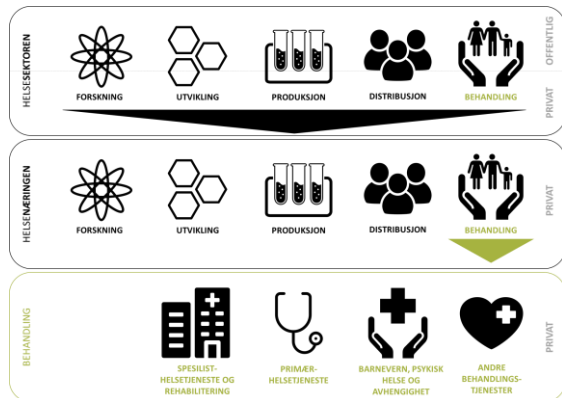 HELSESEKTOREN
FORSKNING
UTVIKLING
PRODUKSJON
DISTRIBUSJON
BEHANDLING
OFFENTLIG
PRIVAT
HELSENÆRINGEN
FORSKNING
UTVIKLING
PRODUKSJON
DISTRIBUSJON
BEHANDLING
PRIVAT
BEHANDLING
SPESILIST-
HELSETJENESTE OG
REHABILITERING
PRIMÆR-
HELSETJENESTE
BARNEVERN, PSYKISK
HELSE OG
AVHENGIGHET
ANDRE
BEHANDLINGS-
TJENESTER
PRIVAT